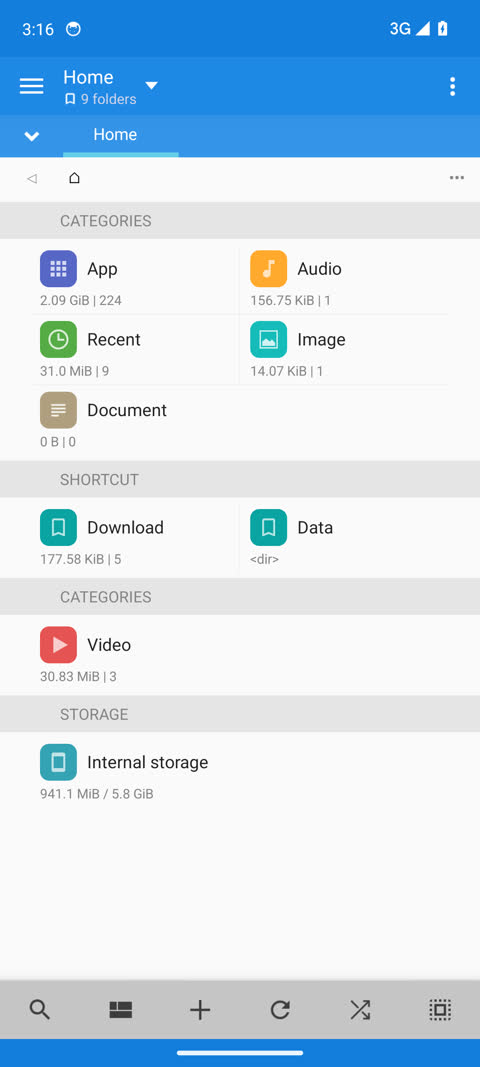 3:16
3G
Home
9 folders
Home
CATEGORIES
App
Audio
2.09 GiB | 224
156.75 KiB | 1
Recent
Image
31.0 MiB | 9
14.07 KiB | 1
Document
0 B | 0
SHORTCUT
Download
Data
177.58 KiB | 5
<dir>
CATEGORIES
Video
30.83 MiB | 3
STORAGE
Internal storage
941.1 MiB / 5.8 GiB